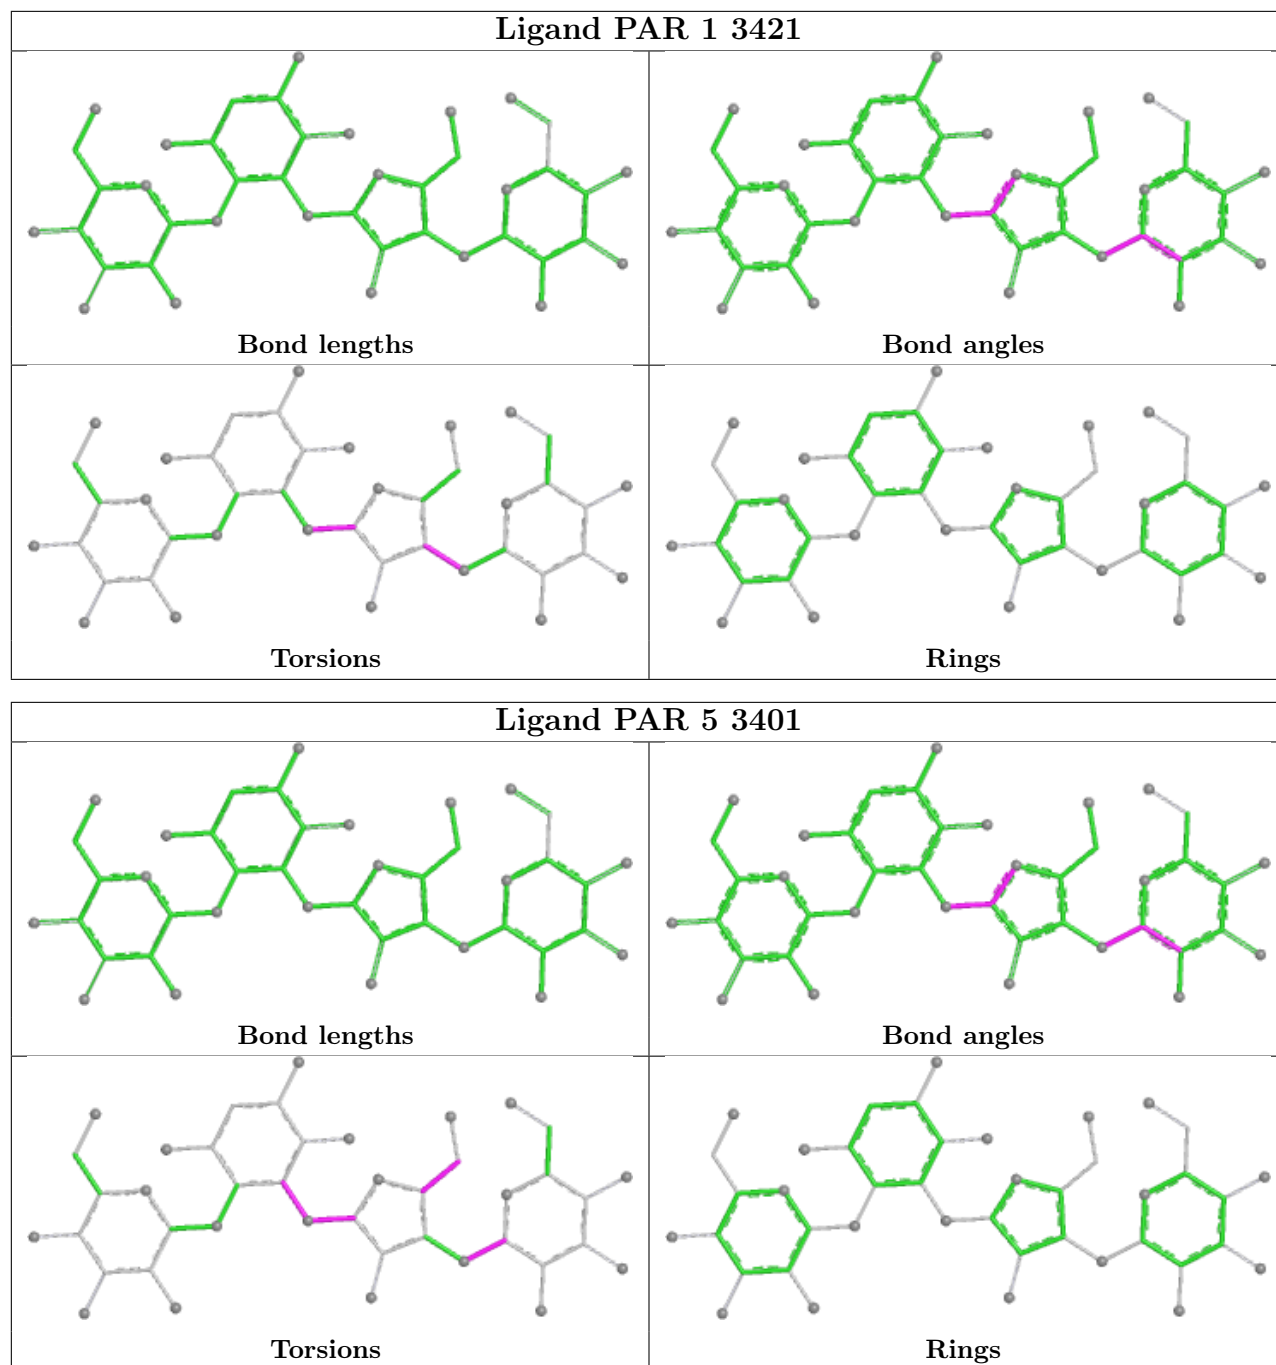 Ligand PAR 1 3421
Bond lengths
Bond angles
Torsions
Rings
Ligand PAR 5 3401
Bond lengths
Bond angles
Torsions
Rings